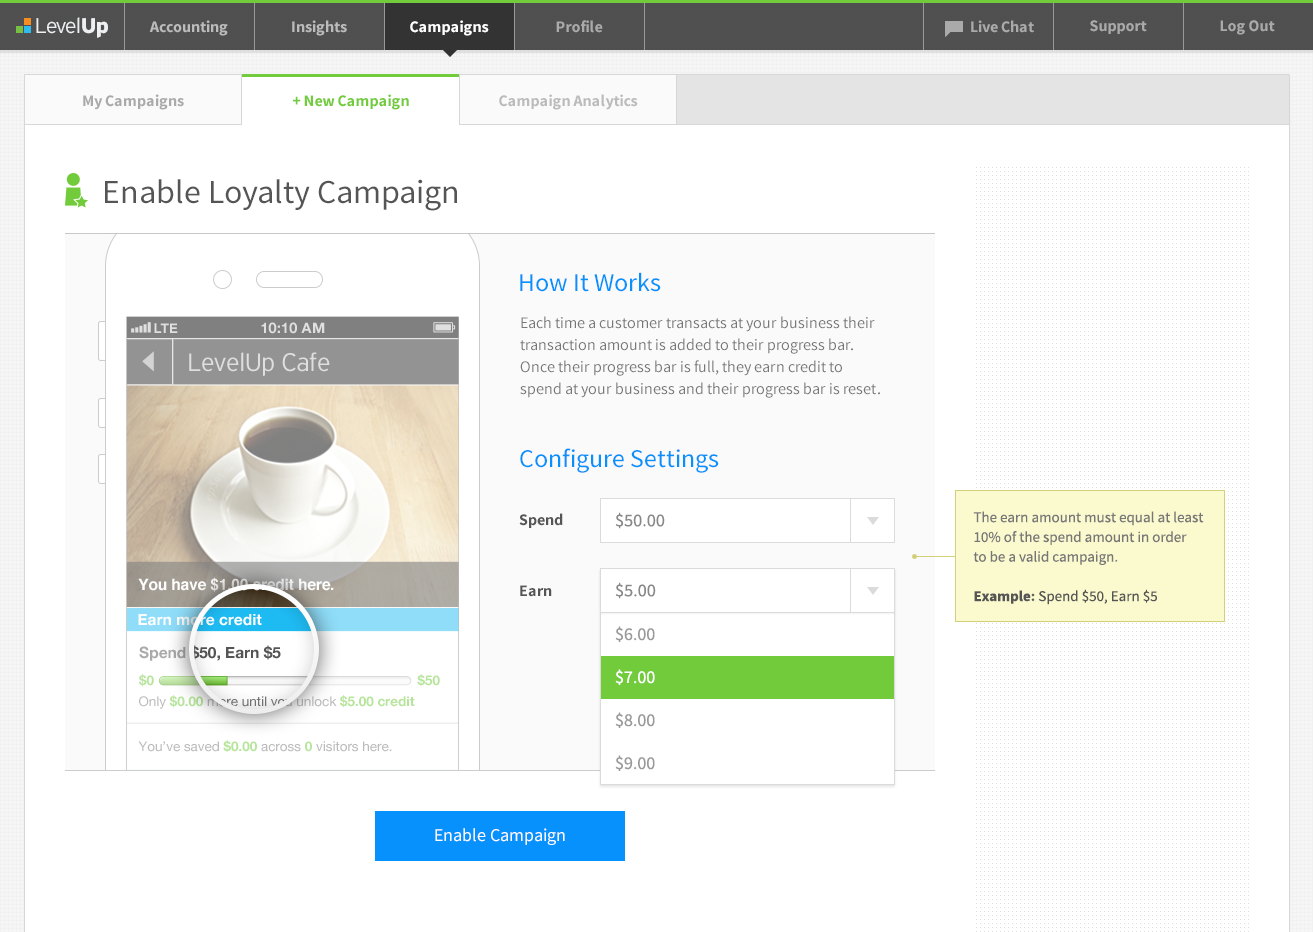 LevelUp
Accounting
Insights
Campaigns
Profile
Live Chat
Support
Log Out
My Campaigns
+ New Campaign
Campaign Analytics
Enable Loyalty Campaign
LTE
10:10 AM
LevelUp Cafe
You have $1.00 credit here.
Earn more credit
Spend $50, Earn $5
$0
$50
Only $0.00 more until you unlock $5.00 credit
You've saved $0.00 across 0 visitors here.
How It Works
Each time a customer transacts at your business their
transaction amount is added to their progress bar.
Once their progress bar is full, they earn credit to
spend at your business and their progress bar is reset.
Configure Settings
Spend
$50.00
Earn
$5.00
$6.00
$7.00
$8.00
$9.00
The earn amount must equal at least
10% of the spend amount in order
to be a valid campaign.
Example: Spend $50, Earn $5
Enable Campaign